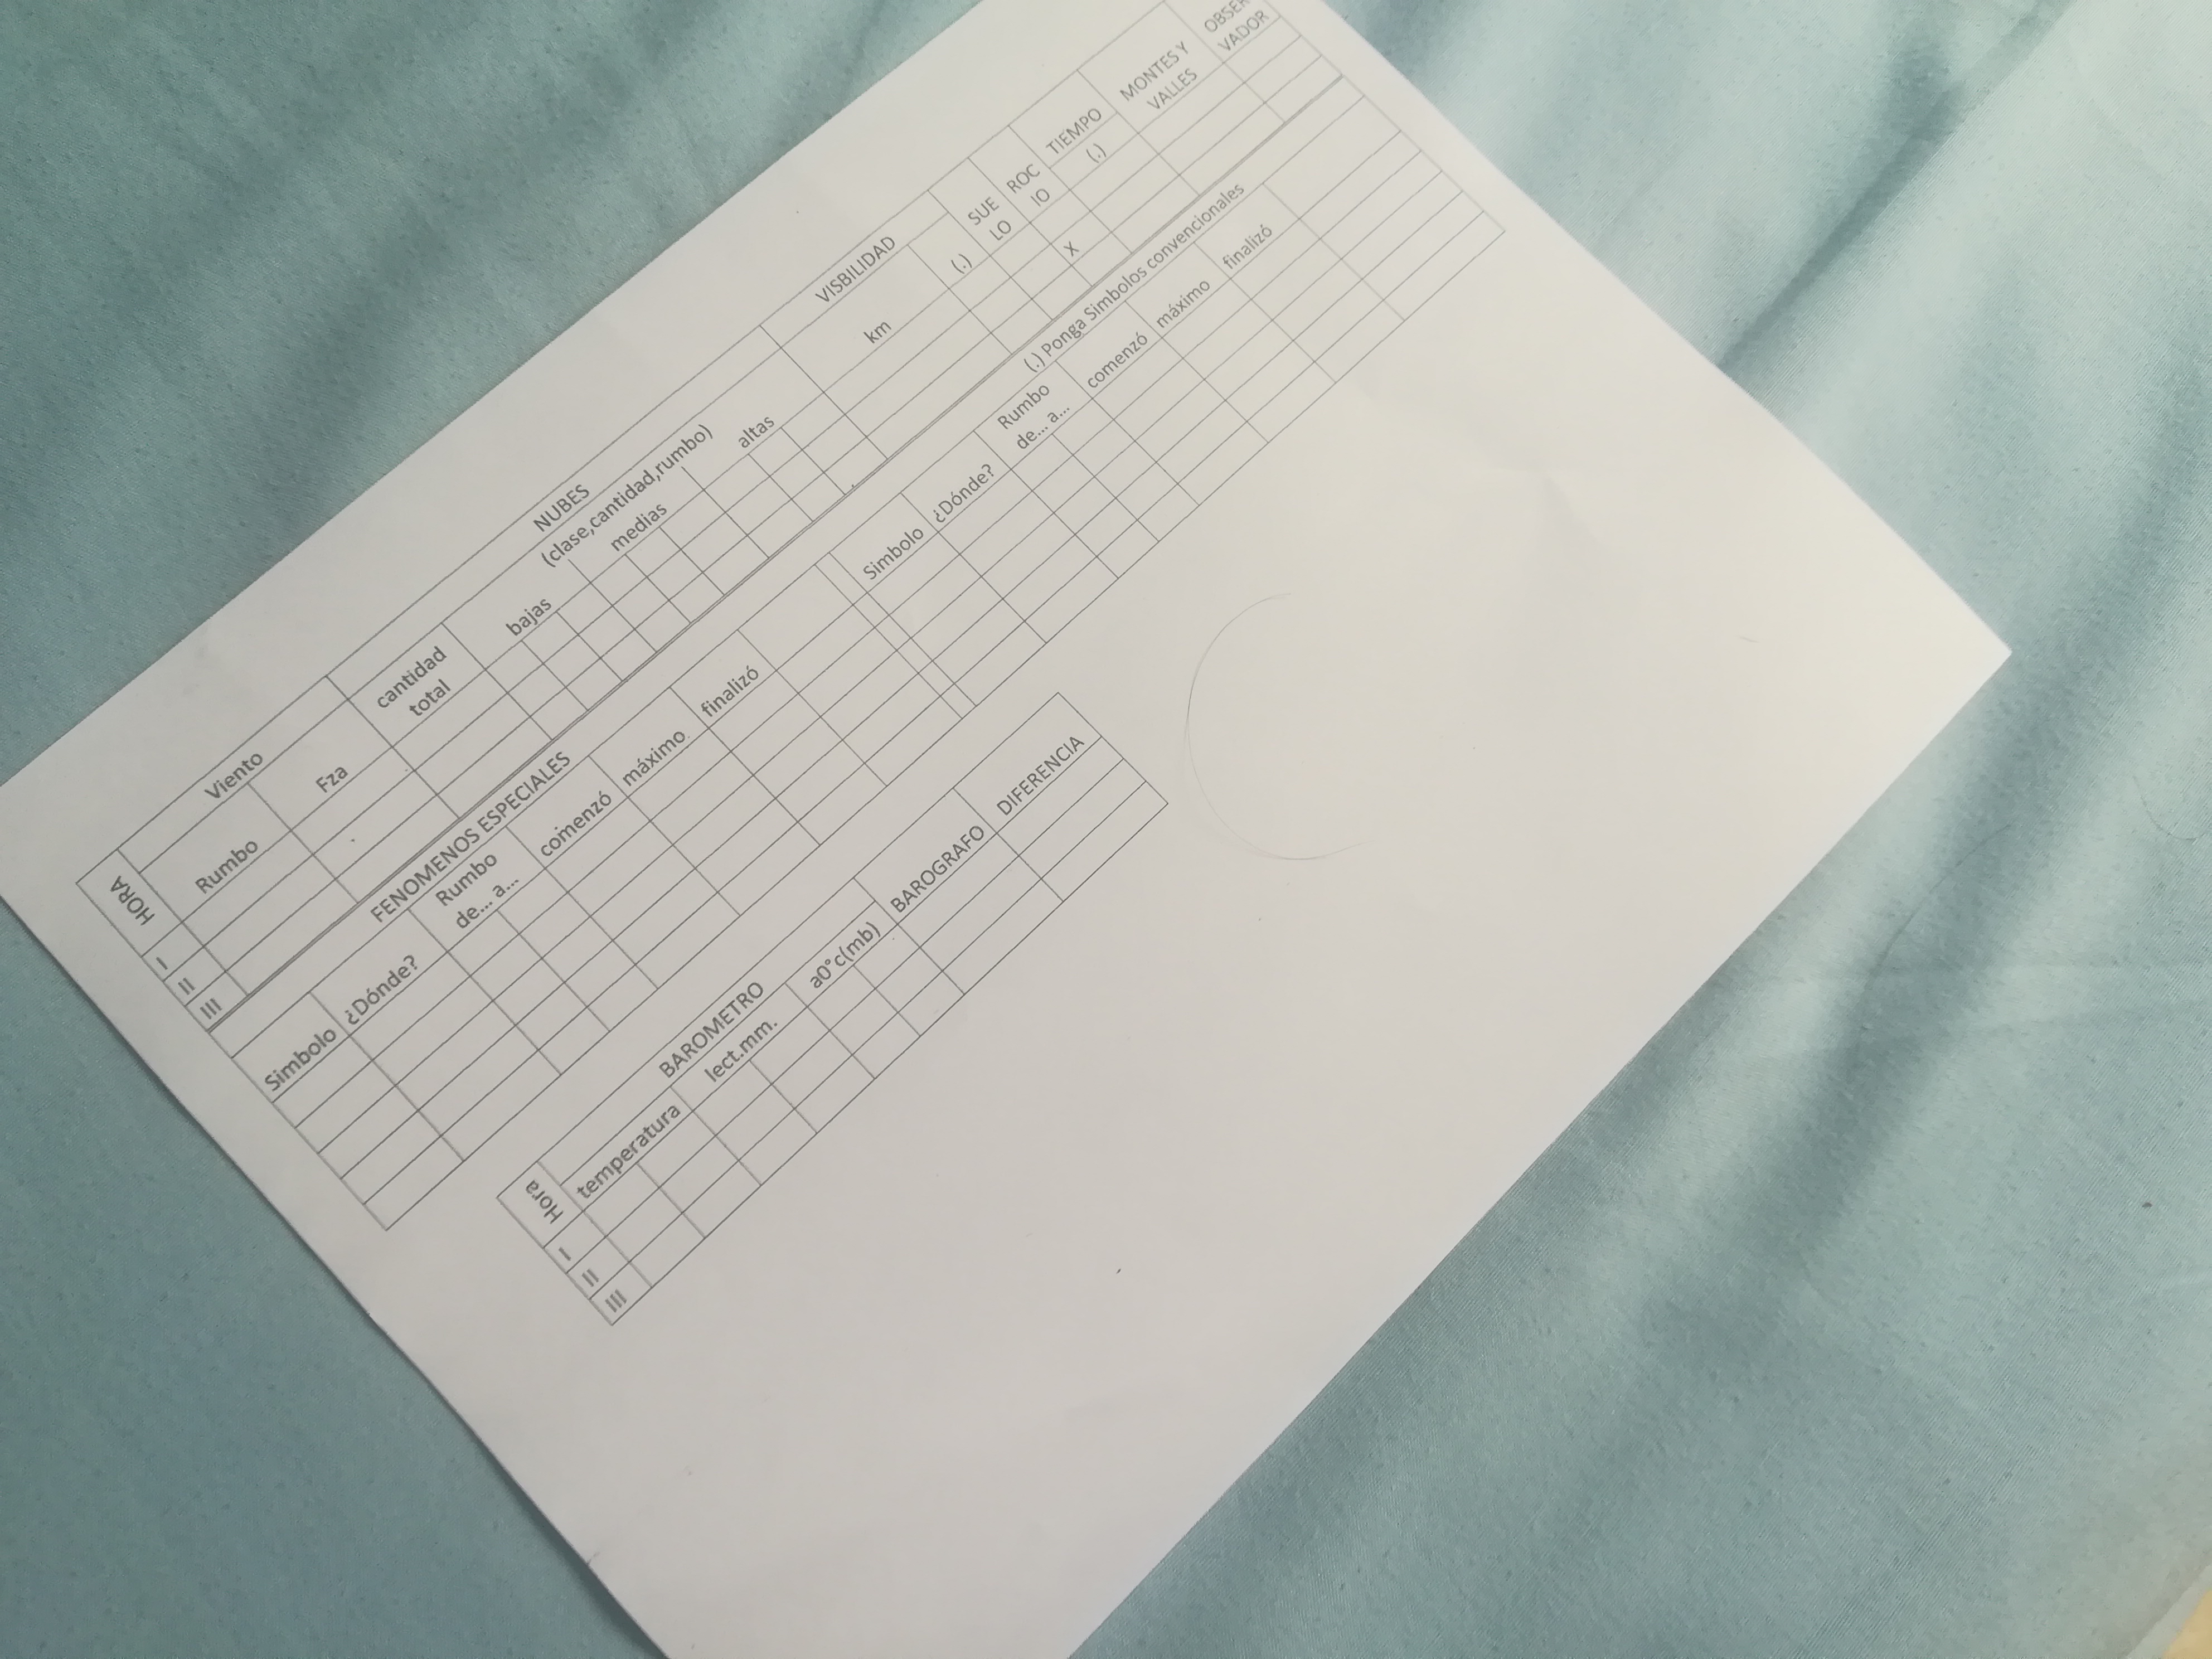 HORA Viento NUBES VISBILIDAD SUE LO ROC IO TIEMPO MONTES Y VALLES OBSER VADOR
Rumbo Fza cantidad total (clase,cantidad,rumbo) km (.) (.)
bajas medias altas
I
II
III X
FENOMENOS ESPECIALES (.) Ponga Simbolos convencionales
Simbolo ¿Dónde? Rumbo de... a... comenzó máximo finalizó Simbolo ¿Dónde? Rumbo de... a... comenzó máximo finalizó
Hora BAROMETRO BAROGRAFO DIFERENCIA
temperatura lect.mm. a0°c(mb)
I
II
III